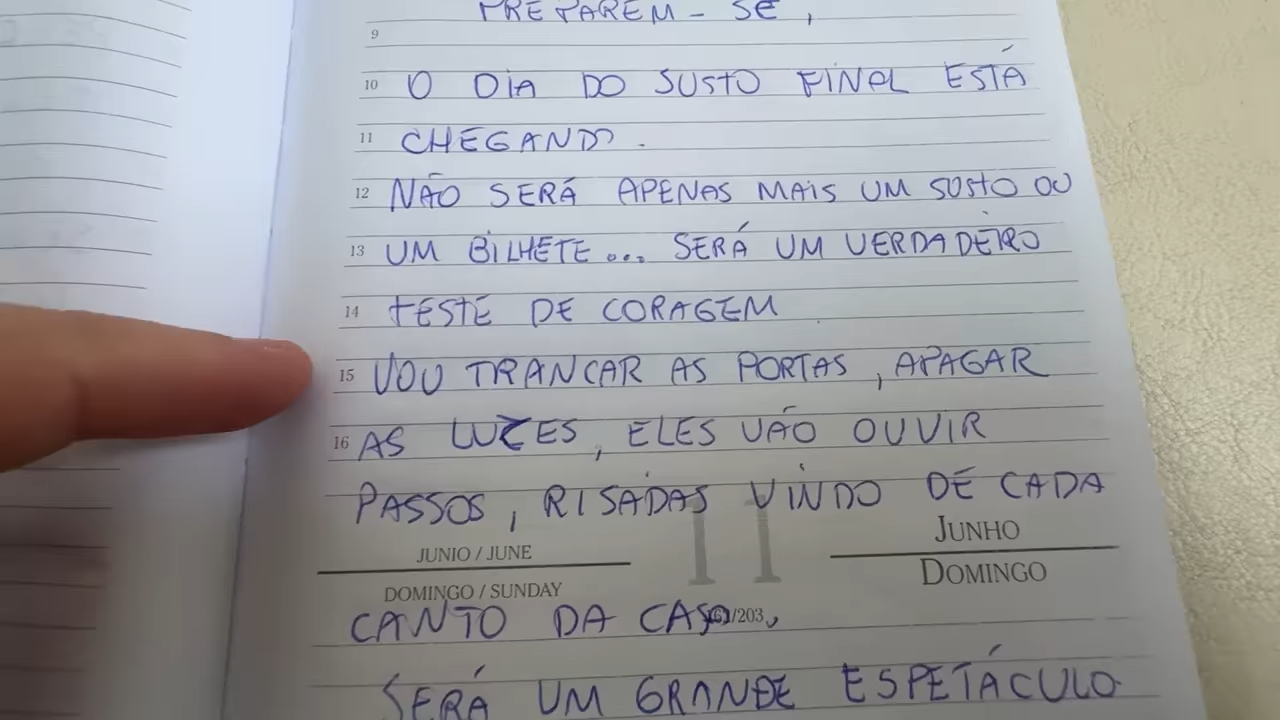 PREPAREM-SE,
9
10 O DIA DO SUSTO FINAL ESTÁ
11 CHEGANDO.
12 NÃO SERÁ APENAS MAIS UM SUSTO OU
13 UM BILHETE... SERÁ UM VERDADEIRO
14 TESTE DE CORAGEM
15 VOU TRANCAR AS PORTAS, APAGAR
16 AS LUZES, ELES VÃO OUVIR
PASSOS, RISADAS VINDO DE CADA
JUNIO / JUNE 11 JUNHO
DOMINGO / SUNDAY DOMINGO
CANTO DA CASA,
SERÁ UM GRANDE ESPETÁCULO